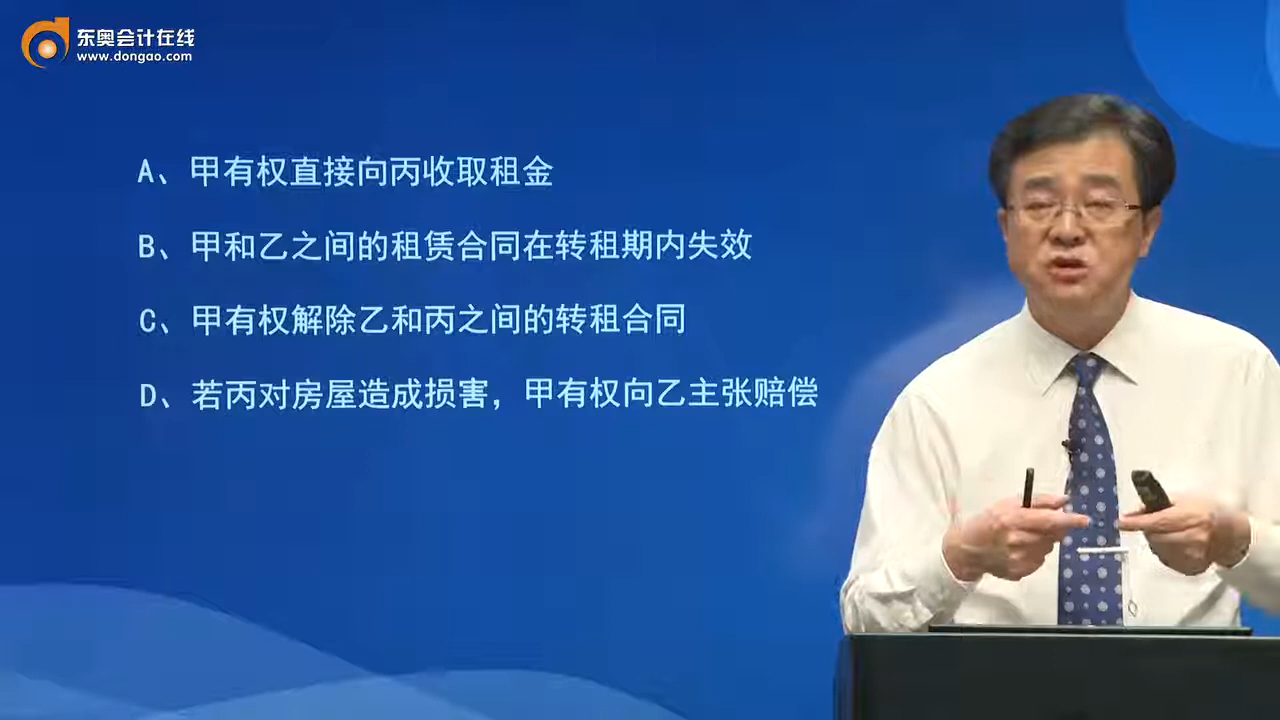 东奥会计在线
www.dongao.com
A、甲有权直接向丙收取租金
B、甲和乙之间的租赁合同在转租期内失效
C、甲有权解除乙和丙之间的转租合同
D、若丙对房屋造成损害，甲有权向乙主张赔偿